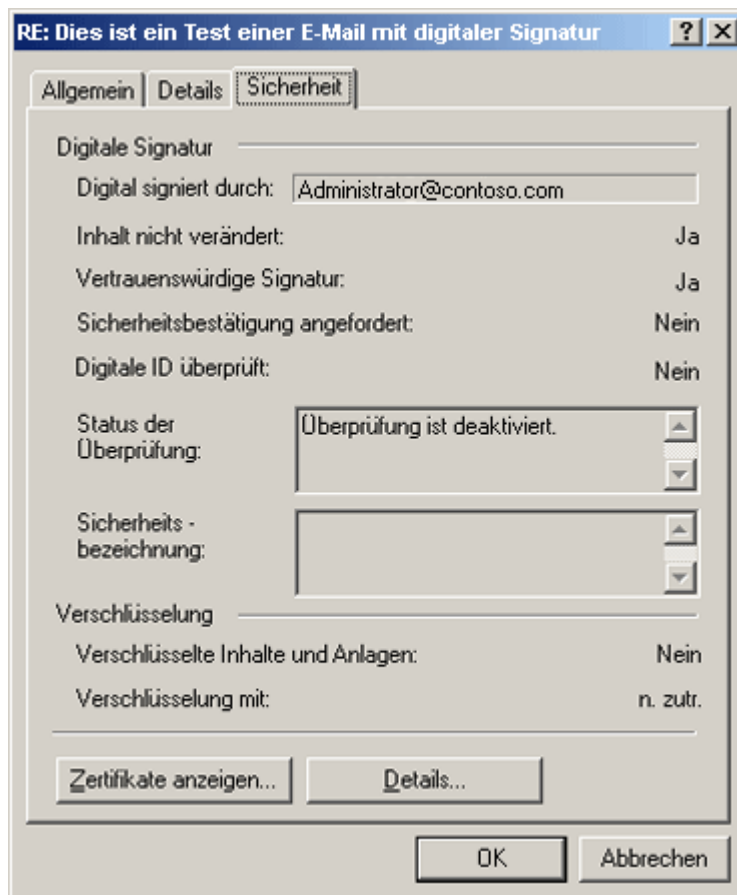 RE: Dies ist ein Test einer E-Mail mit digitaler Signatur
Allgemein Details Sicherheit
Digitale Signatur
Digital signiert durch: Administrator@contoso.com
Inhalt nicht verändert: Ja
Vertrauenswürdige Signatur: Ja
Sicherheitsbestätigung angefordert: Nein
Digitale ID überprüft: Nein
Status der Überprüfung ist deaktiviert.
Überprüfung:
Sicherheits -
bezeichnung:
Verschlüsselung
Verschlüsselte Inhalte und Anlagen: Nein
Verschlüsselung mit: n. zutr.
Zertifikate anzeigen... Details...
OK Abbrechen